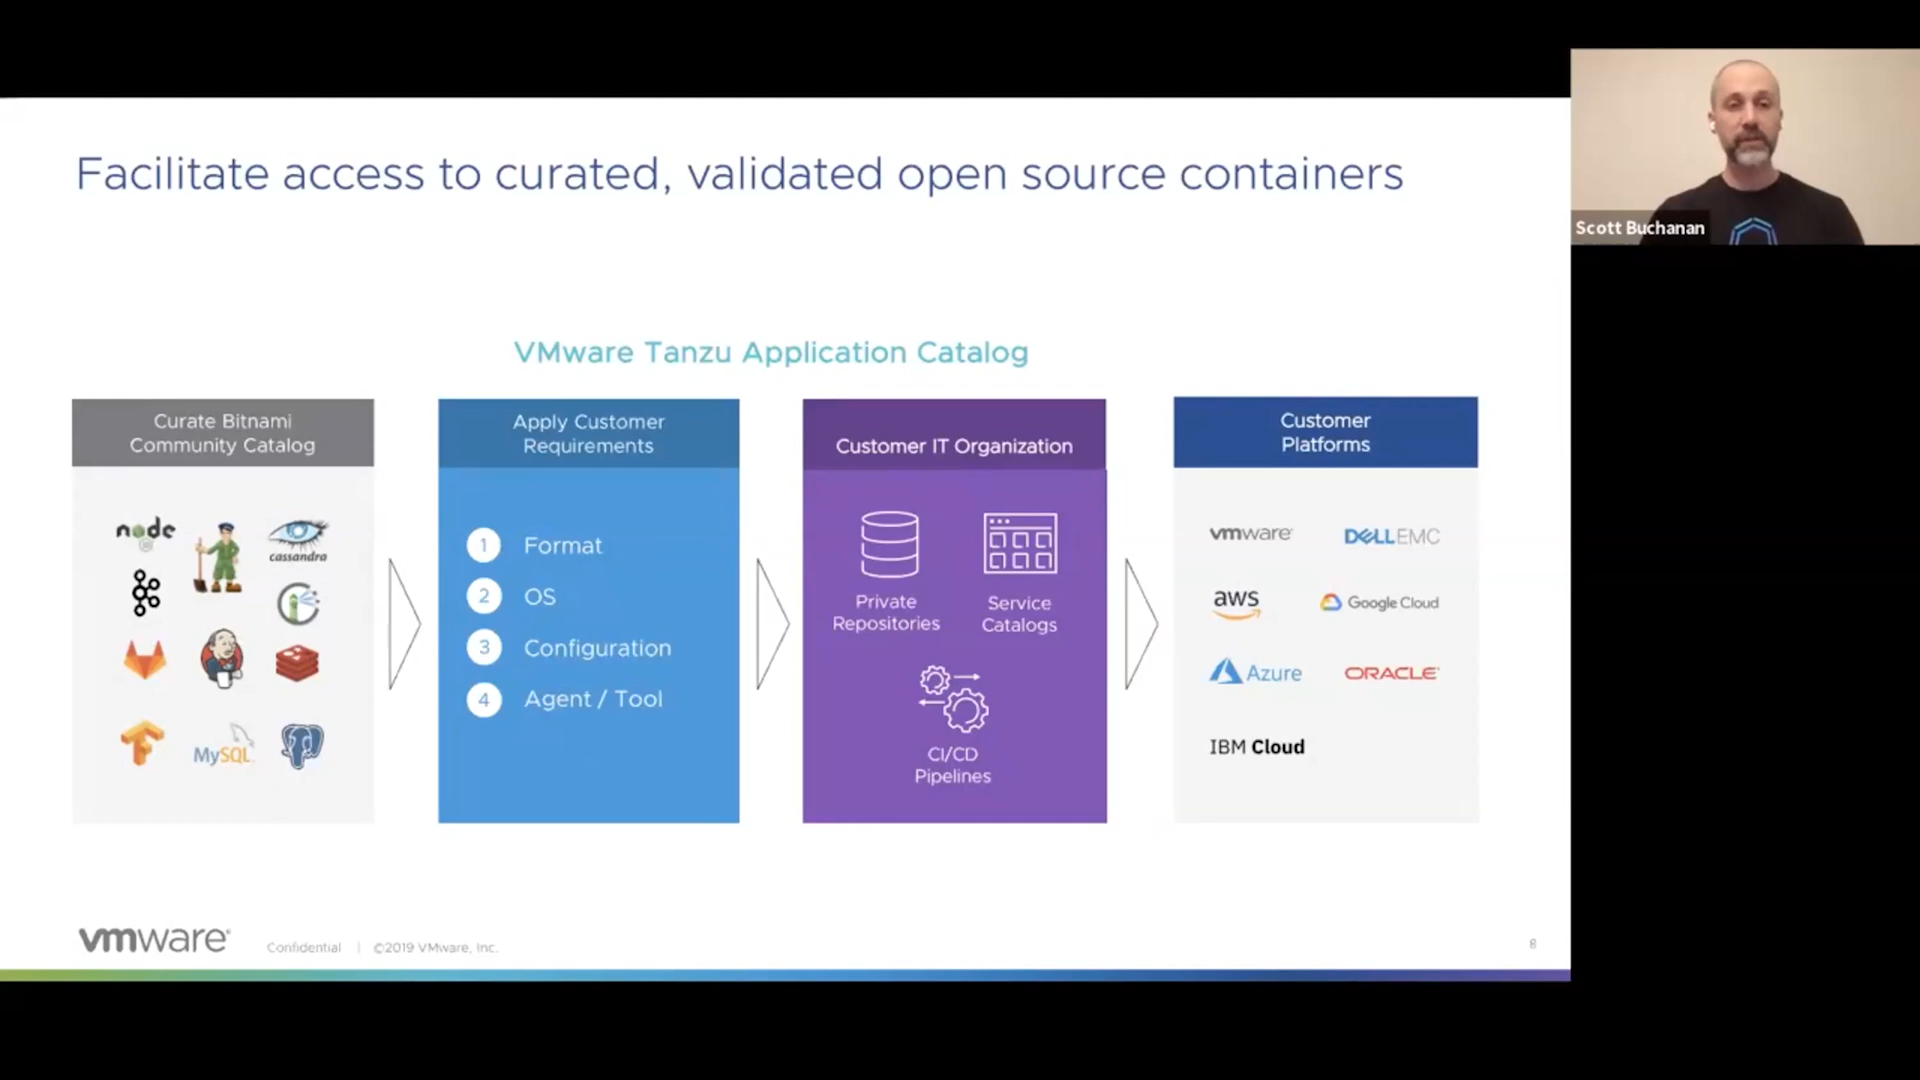 Facilitate access to curated, validated open source containers
Scott Buchanan
VMware Tanzu Application Catalog
Curate Bitnami
Community Catalog
node
cassandra
MySQL
Apply Customer
Requirements
1 Format
2 OS
3 Configuration
4 Agent / Tool
Customer IT Organization
Private
Repositories
Service
Catalogs
CI/CD
Pipelines
Customer
Platforms
vmware
DELLEMC
aws
Google Cloud
Azure
ORACLE
IBM Cloud
vmware
Confidential | ©2019 VMware, Inc.
8